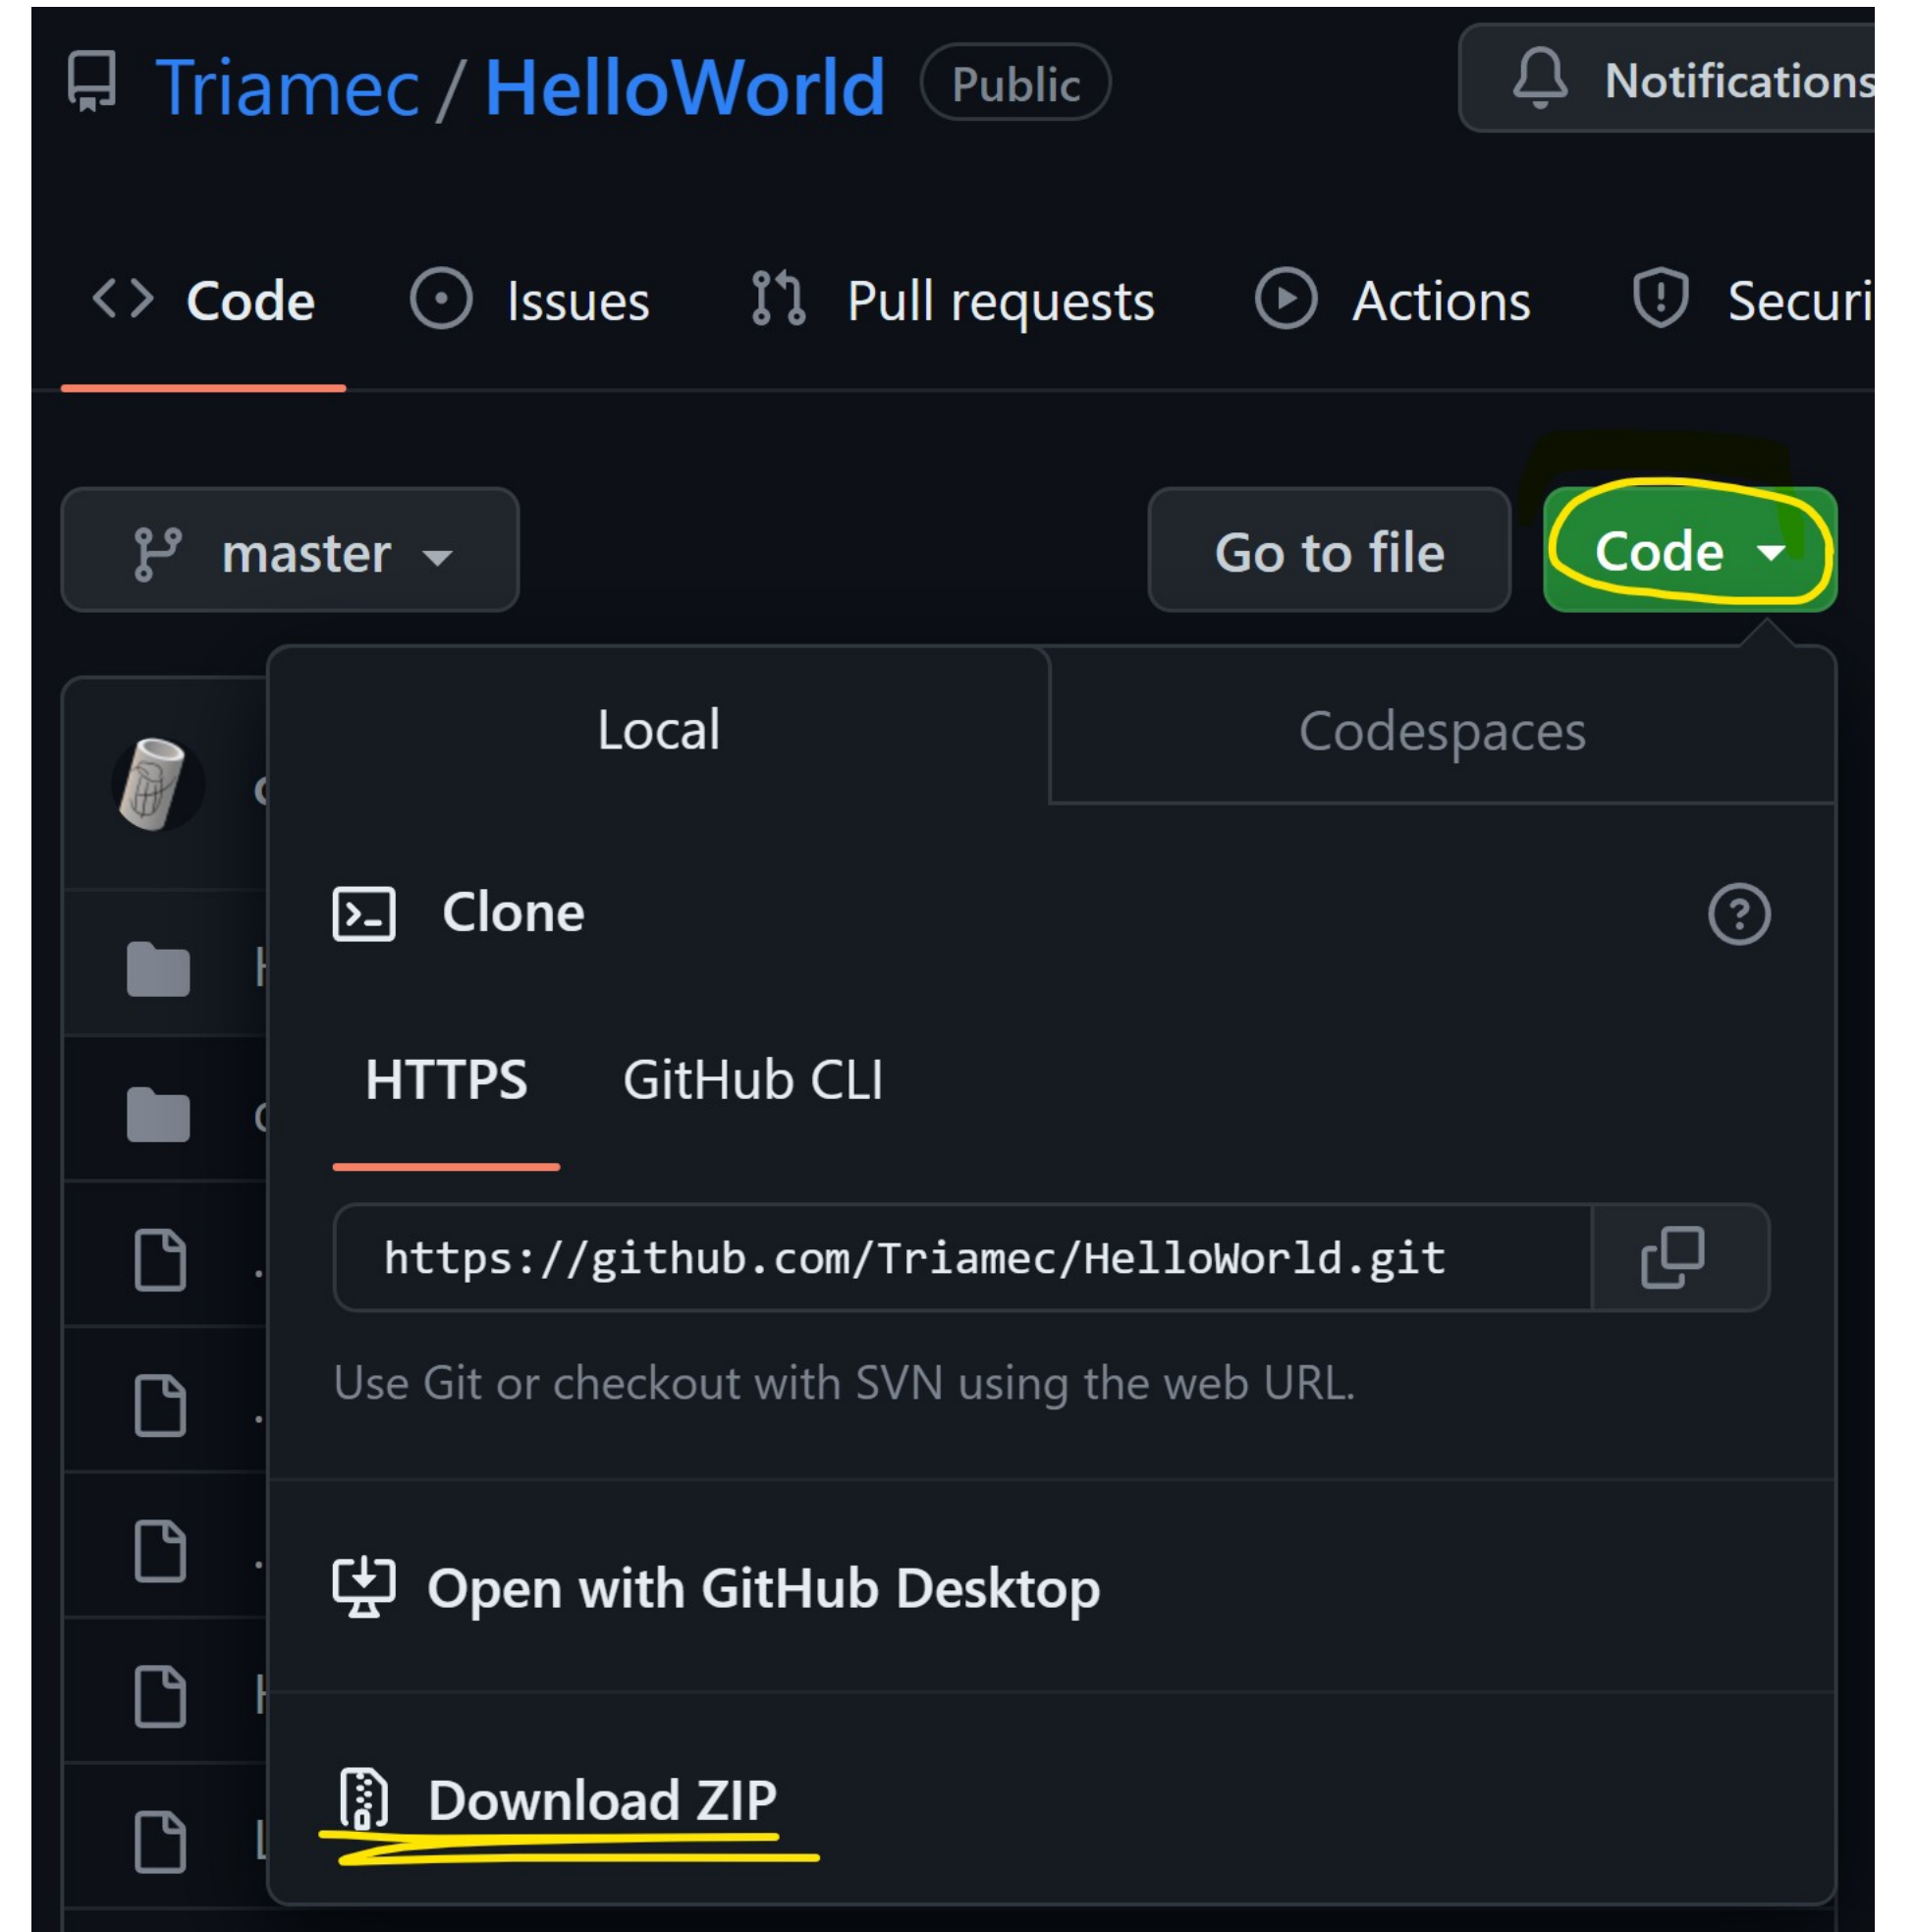 Triamec / HelloWorld Public Notifications
Code Issues Pull requests Actions Securi
master Go to file Code
Local Codespaces
Clone
HTTPS GitHub CLI
https://github.com/Triamec/HelloWorld.git
Use Git or checkout with SVN using the web URL.
Open with GitHub Desktop
Download ZIP